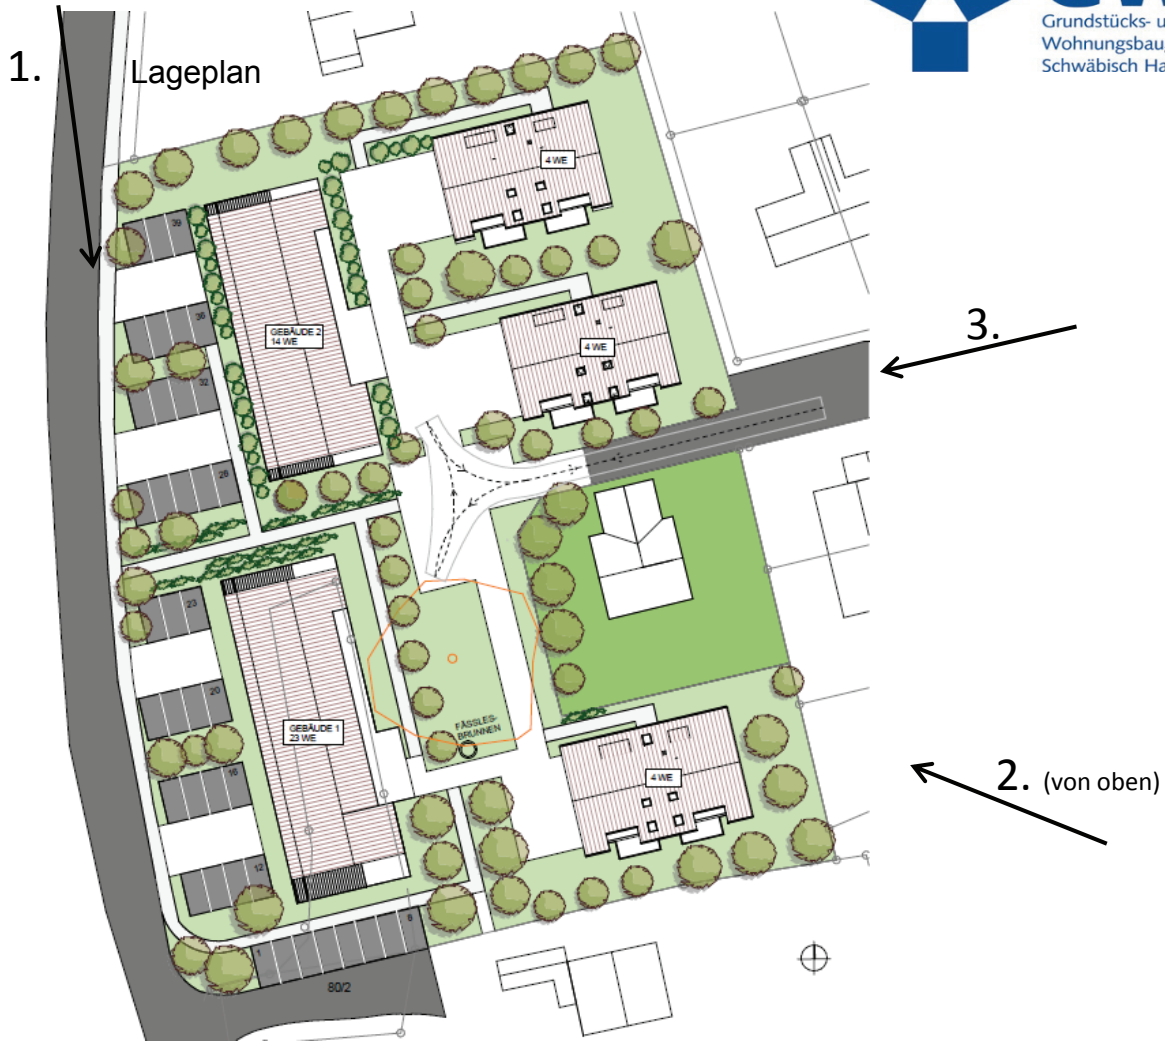 Grundstücks- u
Wohnungsbau
Schwäbisch Ha
1.
Lageplan
4 WE
39
36
GEBÄUDE 2
14 WE
3.
4 WE
32
28
23
20
GEBÄUDE 1
23 WE
FÄSSLES-
BRUNNEN
4 WE
2. (von oben)
16
12
1
8
80/2